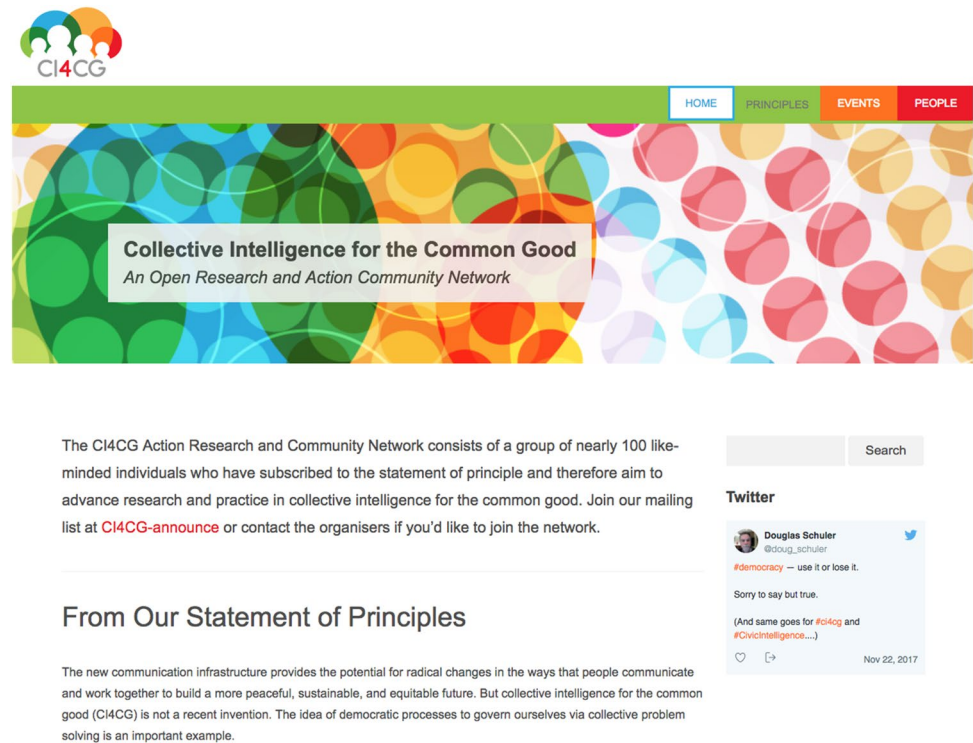 CI4CG
HOME PRINCIPLES EVENTS PEOPLE
Collective Intelligence for the Common Good
An Open Research and Action Community Network
The CI4CG Action Research and Community Network consists of a group of nearly 100 like-
minded individuals who have subscribed to the statement of principle and therefore aim to
advance research and practice in collective intelligence for the common good. Join our mailing
list at CI4CG-announce or contact the organisers if you'd like to join the network.
From Our Statement of Principles
The new communication infrastructure provides the potential for radical changes in the ways that people communicate
and work together to build a more peaceful, sustainable, and equitable future. But collective intelligence for the common
good (CI4CG) is not a recent invention. The idea of democratic processes to govern ourselves via collective problem
solving is an important example.
Search
Twitter
Douglas Schuler
@doug_schuler
#democracy — use it or lose it.
Sorry to say but true.
(And same goes for #ci4cg and
#CivicIntelligence....)
Nov 22, 2017